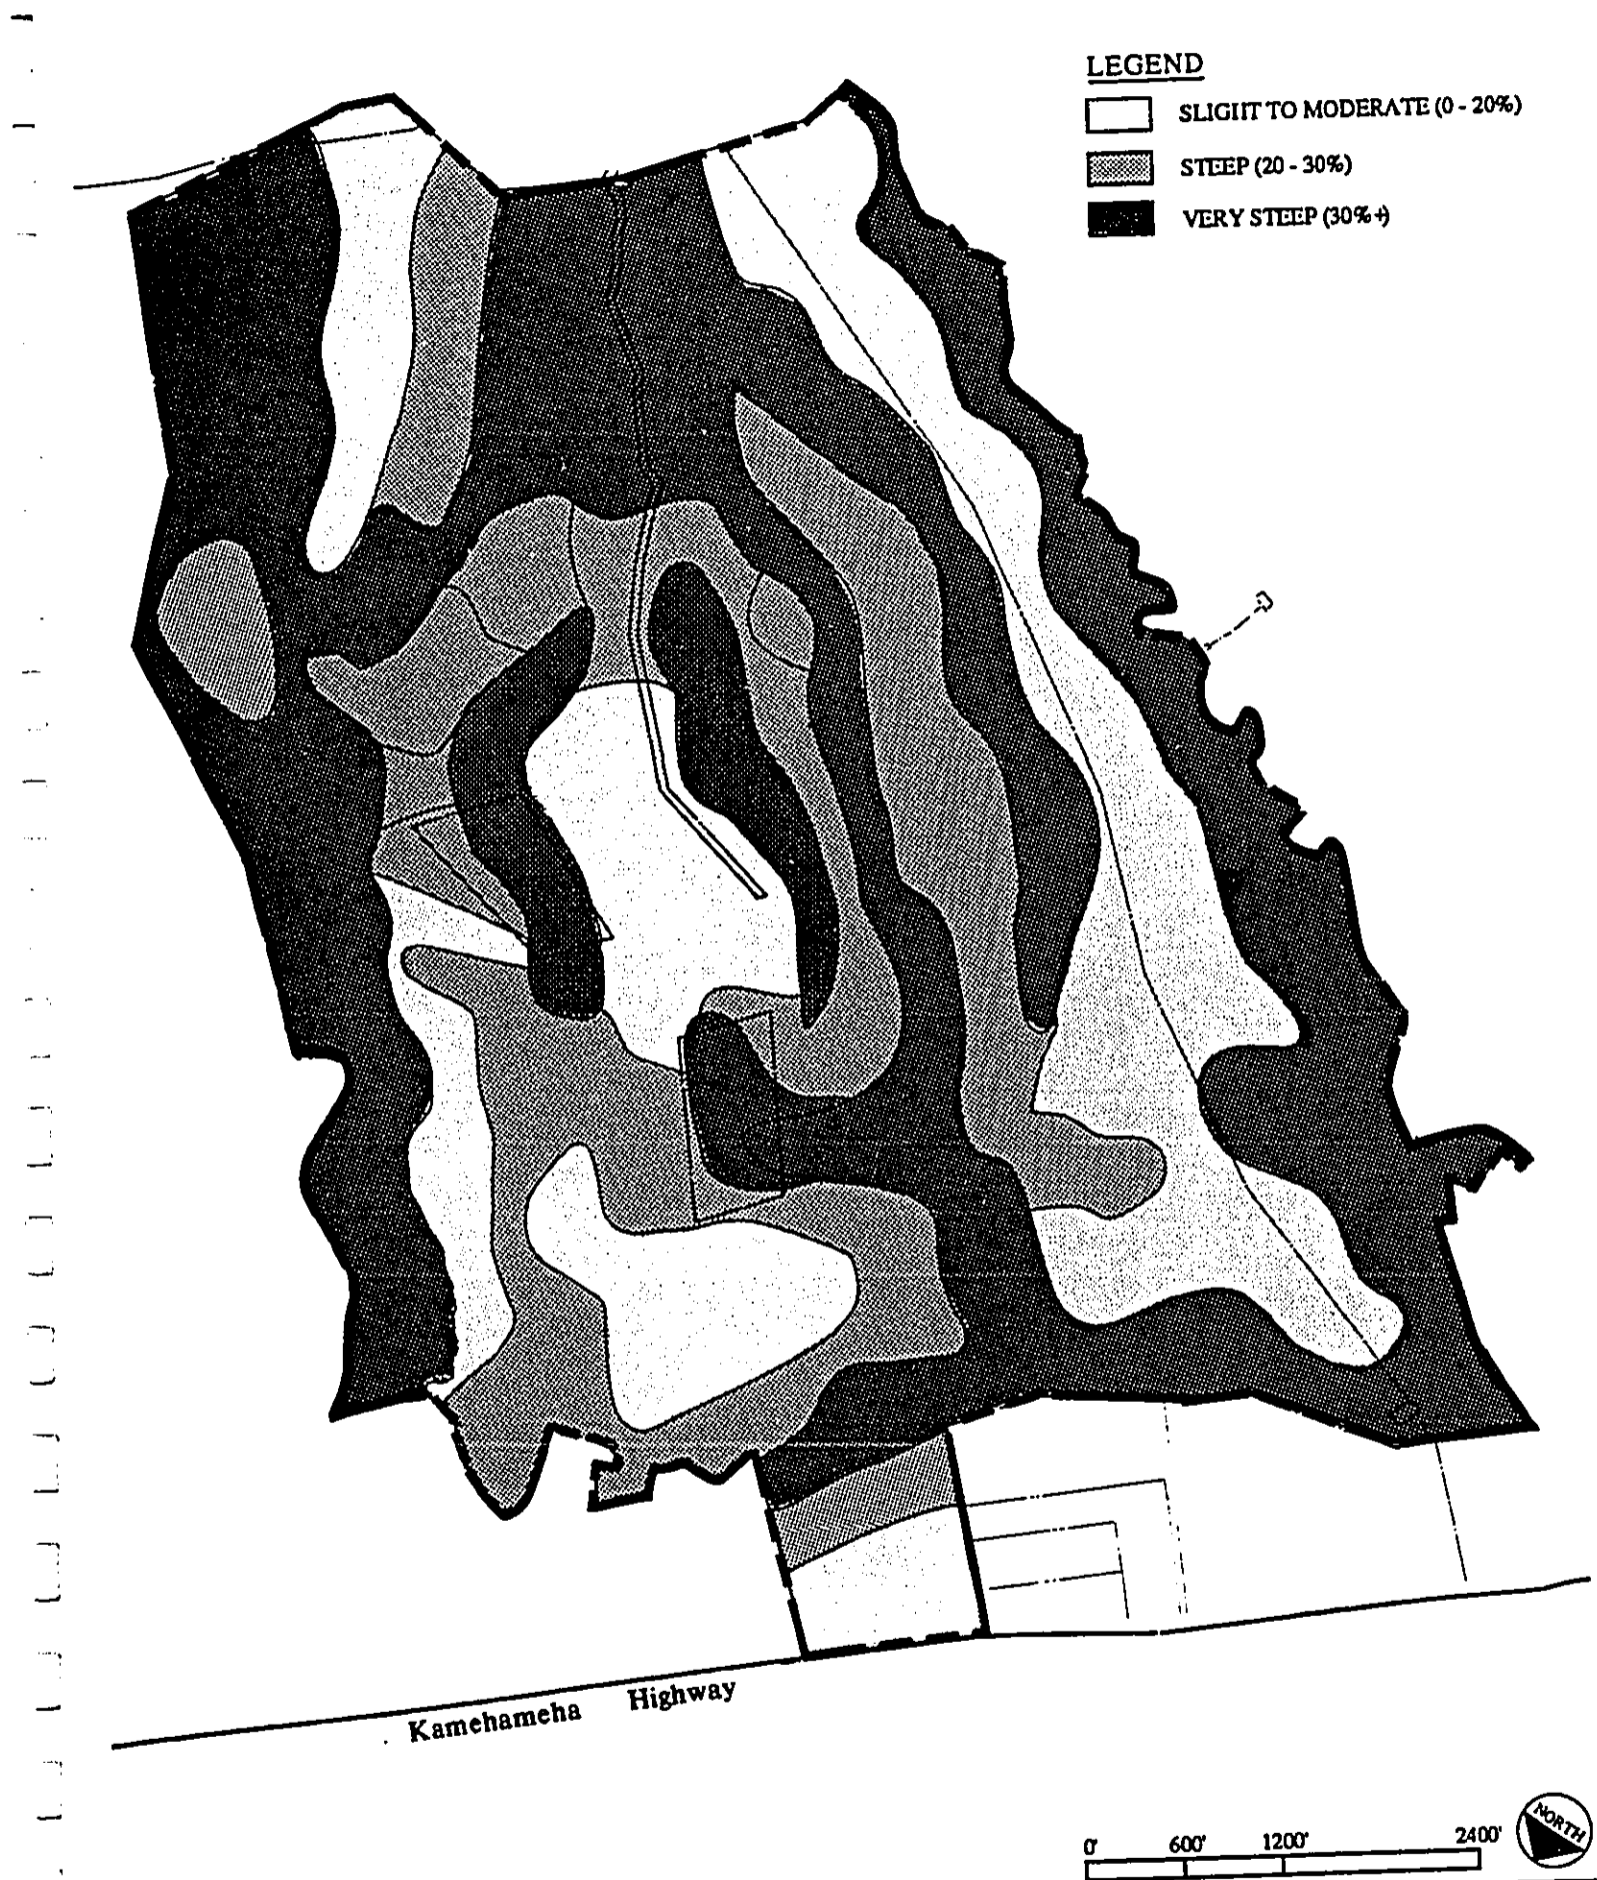 LEGEND
SLIGHT TO MODERATE (0 - 20%)
STEEP (20 - 30%)
VERY STEEP (30%+)
Kamehameha Highway
0' 600' 1200' 2400'
NORTH